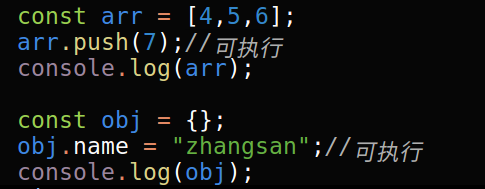 const arr = [4,5,6];
arr.push(7);//可执行
console.log(arr);
const obj = {};
obj.name = "zhangsan";//可执行
console.log(obj);